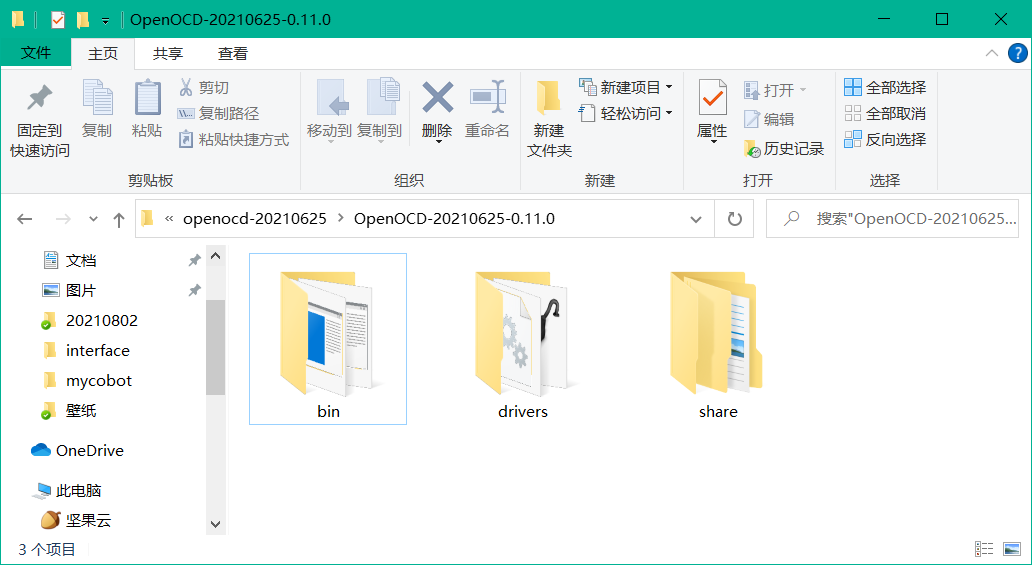 OpenOCD-20210625-0.11.0
文件 主页 共享 查看
固定到
快速访问
复制
粘贴
剪切
复制路径
粘贴快捷方式
剪贴板
移动到 复制到 删除 重命名
组织
新建
文件夹
新建项目
轻松访问
新建
属性
打开
编辑
历史记录
打开
全部选择
全部取消
反向选择
选择
« openocd-20210625 > OpenOCD-20210625-0.11.0
搜索"OpenOCD-20210625...
文档
图片
20210802
interface
mycobot
壁纸
OneDrive
此电脑
坚果云
bin
drivers
share
3 个项目